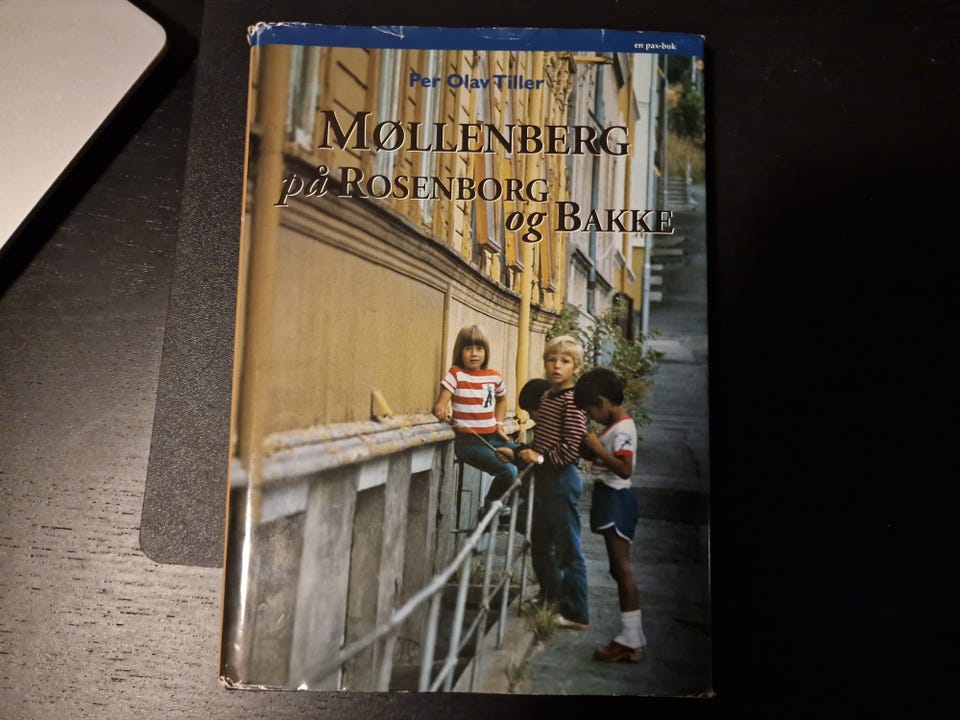 en pax-bok
Per Olav Tiller
MØLLENBERG
på ROSENBORG
og BAKKE